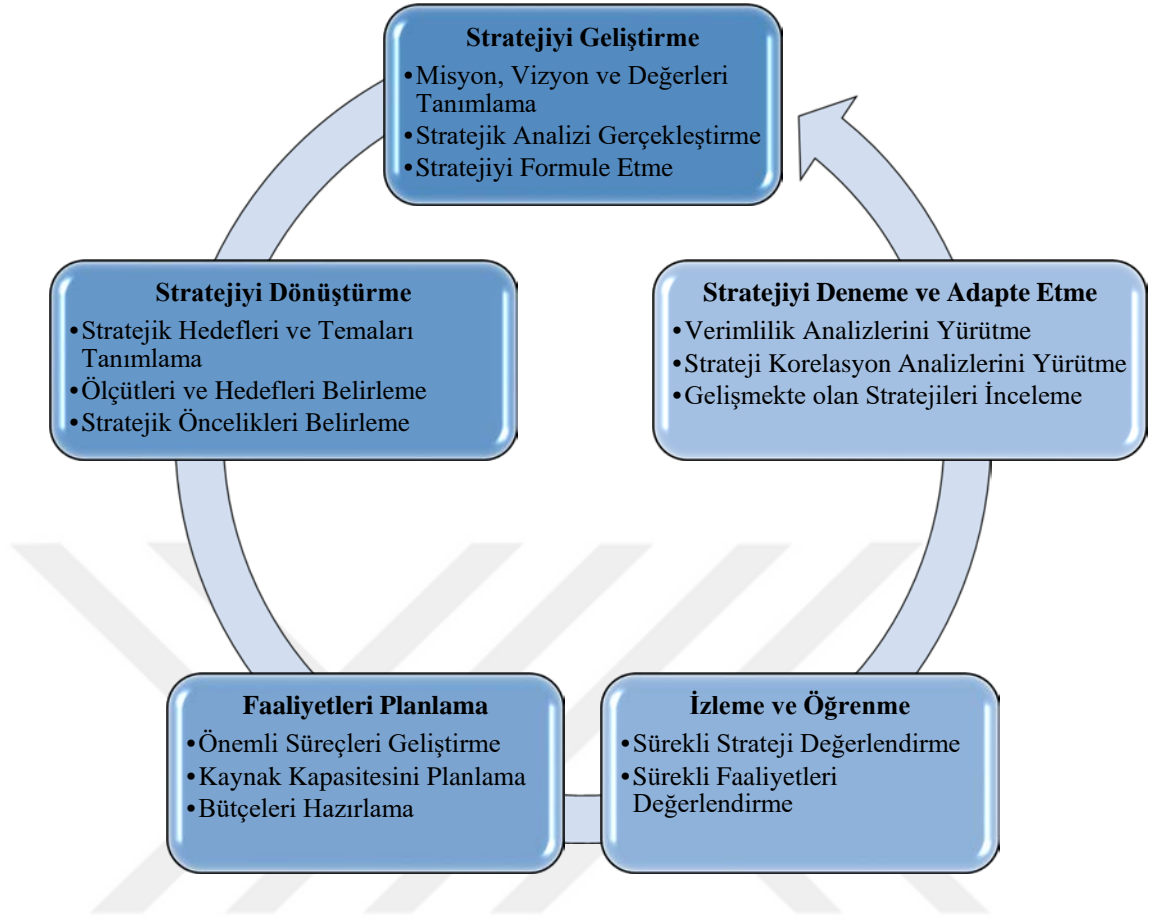 Stratejiyi Geliştirme
•Misyon, Vizyon ve Değerleri
Tanımlama
•Stratejik Analizi Gerçekleştirme
•Stratejiyi Formule Etme
Stratejiyi Dönüştürme
•Stratejik Hedefleri ve Temaları
Tanımlama
•Ölçütleri ve Hedefleri Belirleme
•Stratejik Öncelikleri Belirleme
Stratejiyi Deneme ve Adapte Etme
•Verimlilik Analizlerini Yürütme
•Strateji Korelasyon Analizlerini Yürütme
•Gelişmekte olan Stratejileri İnceleme
Faaliyetleri Planlama
•Önemli Süreçleri Geliştirme
•Kaynak Kapasitesini Planlama
•Bütçeleri Hazırlama
İzleme ve Öğrenme
•Sürekli Strateji Değerlendirme
•Sürekli Faaliyetleri
Değerlendirme